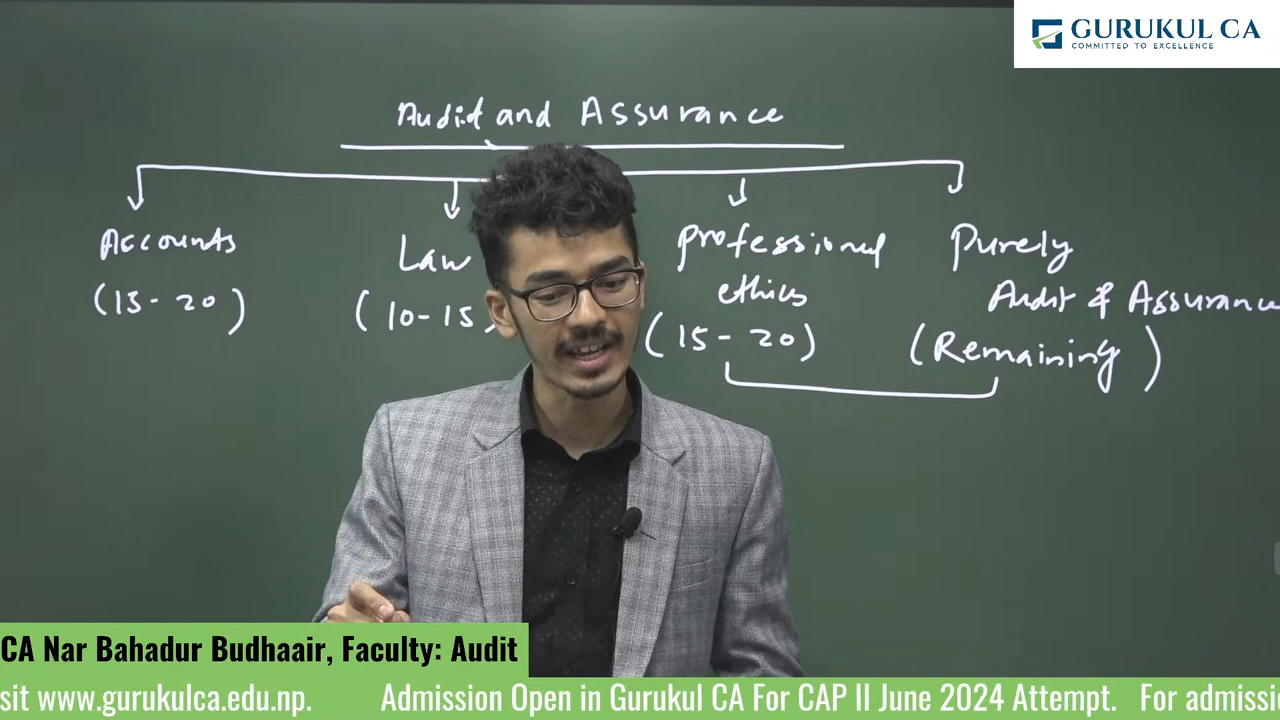 GURUKUL CA
COMMITTED TO EXCELLENCE
Audit and Assurance
Accounts
(15-20)
Law
(10-15)
Professional
ethics
(15-20)
Purely
Audit & Assurance
(Remaining)
CA Nar Bahadur Budhaair, Faculty: Audit
sit www.gurukulca.edu.np. Admission Open in Gurukul CA For CAP II June 2024 Attempt. For admissi